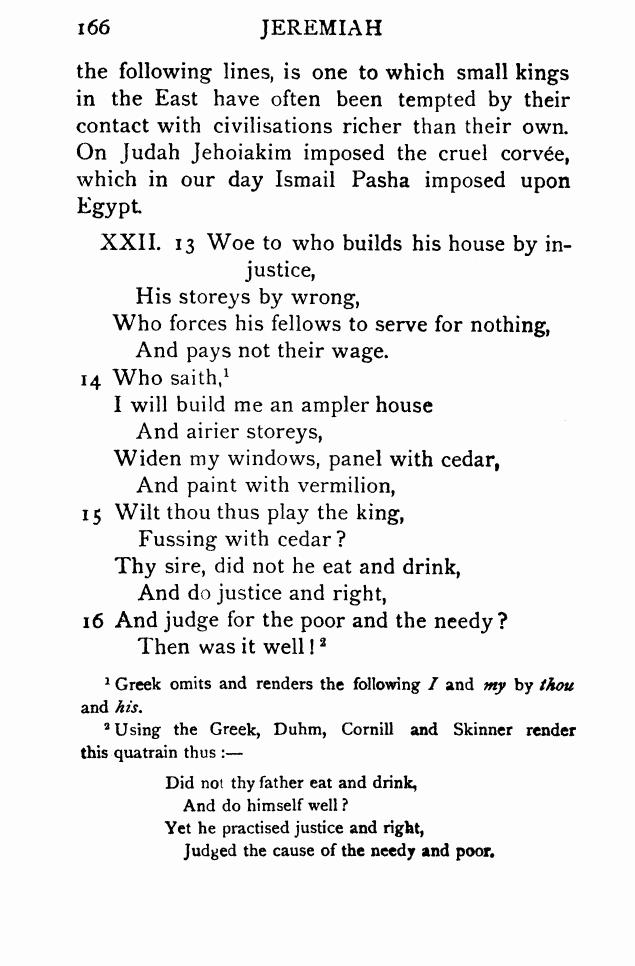 166 JEREMIAH
the following lines, is one to which small kings
in the East have often been tempted by their
contact with civilisations richer than their own.
On Judah Jehoiakim imposed the cruel corvée,
which in our day Ismail Pasha imposed upon
Egypt.
XXII. 13 Woe to who builds his house by in-
justice,
His storeys by wrong,
Who forces his fellows to serve for nothing,
And pays not their wage.
14 Who saith,¹
I will build me an ampler house
And airier storeys,
Widen my windows, panel with cedar,
And paint with vermilion,
15 Wilt thou thus play the king,
Fussing with cedar?
Thy sire, did not he eat and drink,
And do justice and right,
16 And judge for the poor and the needy?
Then was it well!²
¹ Greek omits and renders the following I and my by thou
and his.
² Using the Greek, Duhm, Cornill and Skinner render
this quatrain thus :—
Did not thy father eat and drink,
And do himself well?
Yet he practised justice and right,
Judged the cause of the needy and poor.